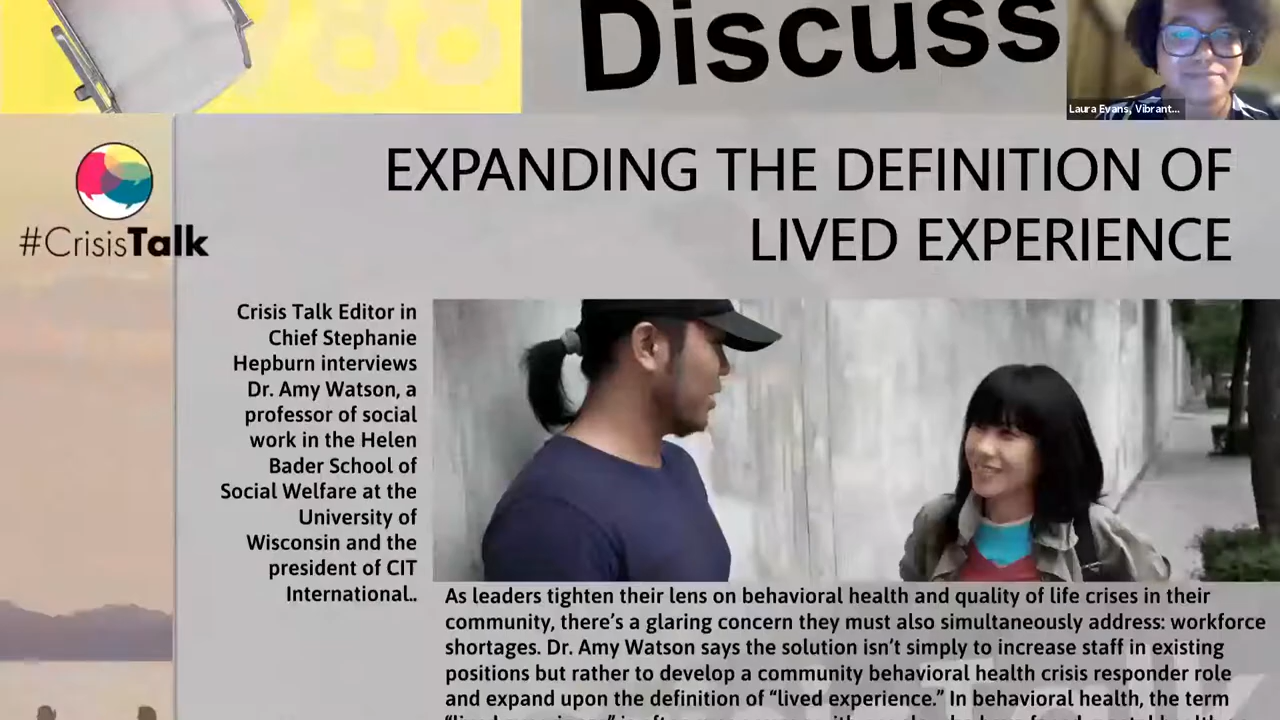 988
Discuss
Laura Evans, Vibrant...
#CrisisTalk
EXPANDING THE DEFINITION OF
LIVED EXPERIENCE
Crisis Talk Editor in
Chief Stephanie
Hepburn interviews
Dr. Amy Watson, a
professor of social
work in the Helen
Bader School of
Social Welfare at the
University of
Wisconsin and the
president of CIT
International..
As leaders tighten their lens on behavioral health and quality of life crises in their
community, there's a glaring concern they must also simultaneously address: workforce
shortages. Dr. Amy Watson says the solution isn't simply to increase staff in existing
positions but rather to develop a community behavioral health crisis responder role
and expand upon the definition of “lived experience.” In behavioral health, the term